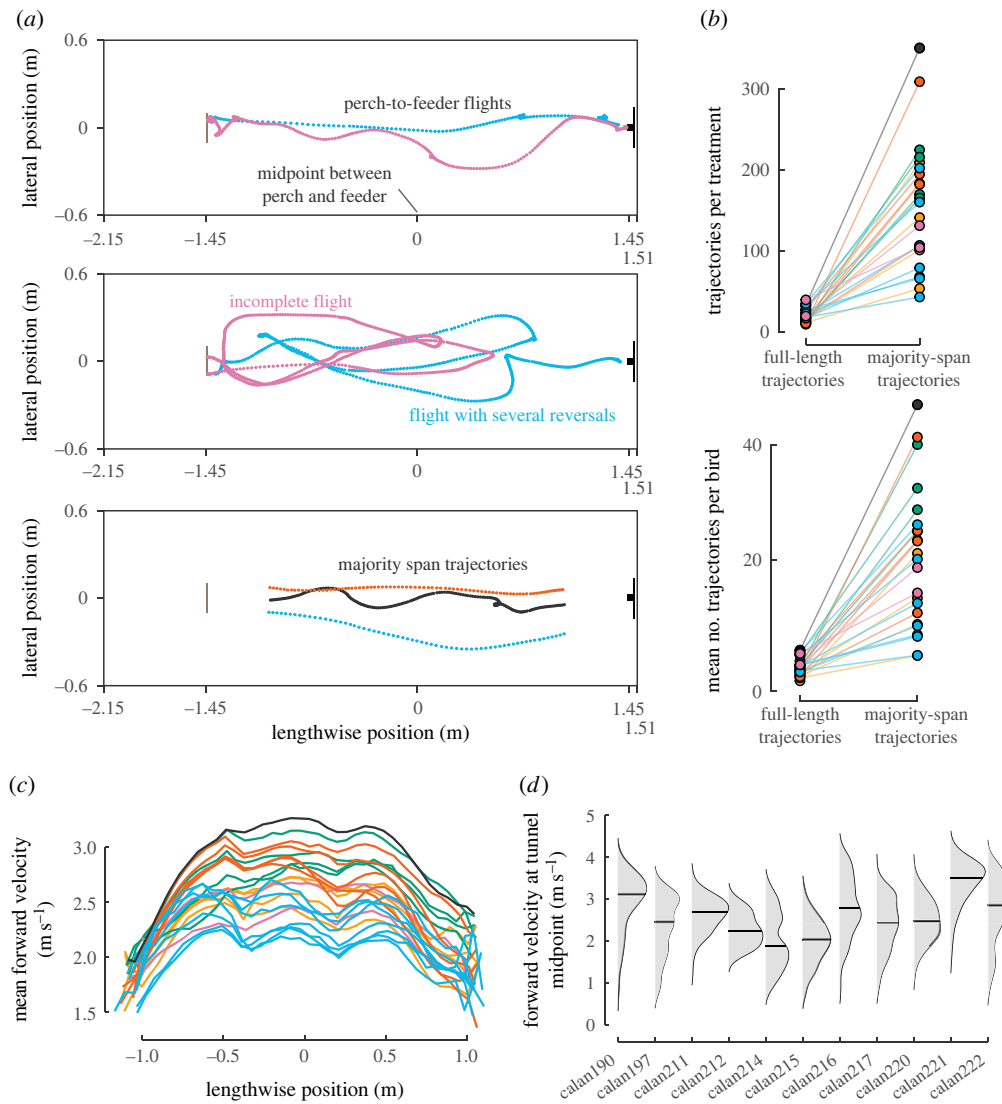 (a)
0.6
lateral position (m)
perch-to-feeder flights
0
midpoint between
perch and feeder
–0.6
–2.15
–1.45
0
1.45
1.51
0.6
lateral position (m)
incomplete flight
0
flight with several reversals
–0.6
–2.15
–1.45
0
1.45
1.51
0.6
lateral position (m)
majority span trajectories
0
–0.6
–2.15
–1.45
0
1.45
1.51
lengthwise position (m)
(b)
trajectories per treatment
300
200
100
0
full-length
trajectories
majority-span
trajectories
mean no. trajectories per bird
40
20
0
full-length
trajectories
majority-span
trajectories
(c)
mean forward velocity
(m s–1)
3.0
2.5
2.0
1.5
–1.0
–0.5
0
0.5
1.0
lengthwise position (m)
(d)
forward velocity at tunnel
midpoint (m s–1)
5
4
3
2
1
0
calan190
calan197
calan211
calan212
calan214
calan215
calan216
calan217
calan220
calan221
calan222